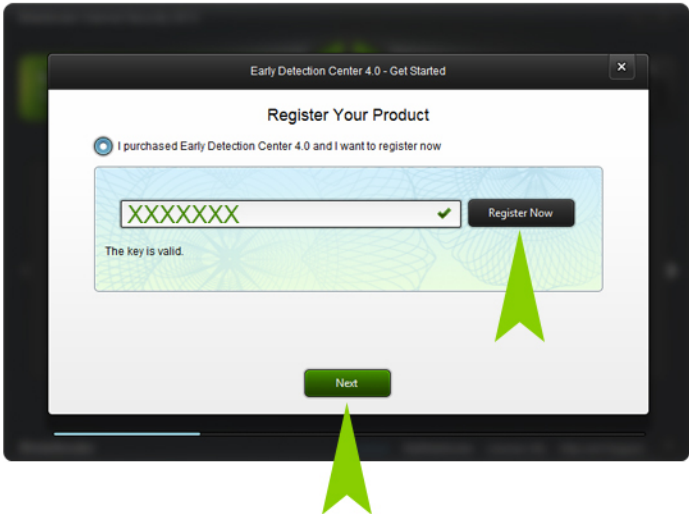 Early Detection Center 4.0 - Get Started
Register Your Product
I purchased Early Detection Center 4.0 and I want to register now
XXXXXXX
Register Now
The key is valid.
Next